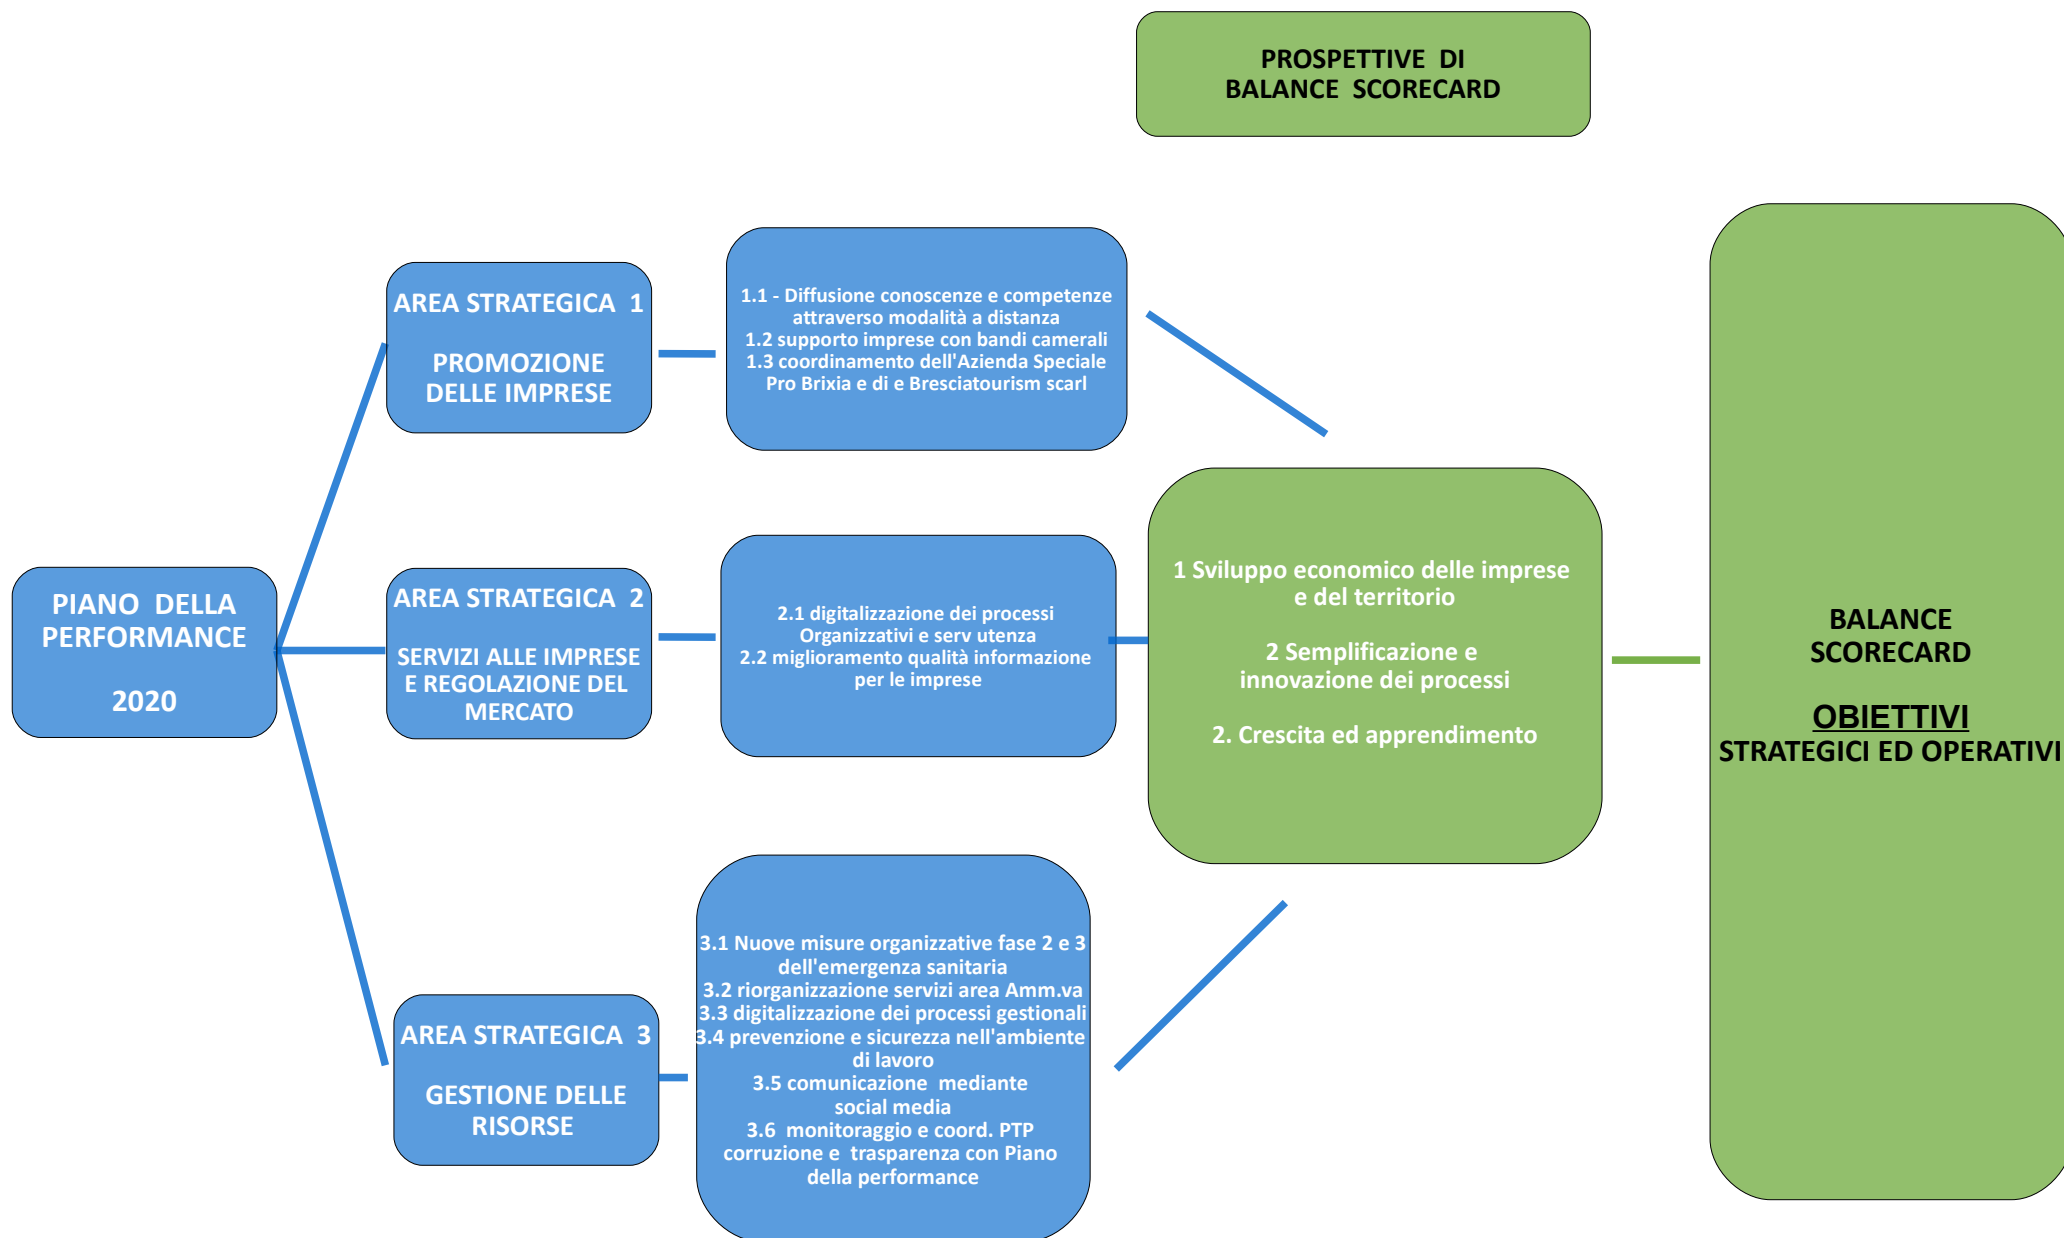 PROSPETTIVE DI
BALANCE SCORECARD
PIANO DELLA
PERFORMANCE
2020
AREA STRATEGICA 1
PROMOZIONE
DELLE IMPRESE
1.1 - Diffusione conoscenze e competenze
attraverso modalità a distanza
1.2 supporto imprese con bandi camerali
1.3 coordinamento dell'Azienda Speciale
Pro Brixia e di e Bresciatourism scarl
AREA STRATEGICA 2
SERVIZI ALLE IMPRESE
E REGOLAZIONE DEL
MERCATO
2.1 digitalizzazione dei processi
Organizzativi e serv utenza
2.2 miglioramento qualità informazione
per le imprese
AREA STRATEGICA 3
GESTIONE DELLE
RISORSE
3.1 Nuove misure organizzative fase 2 e 3
dell'emergenza sanitaria
3.2 riorganizzazione servizi area Amm.va
3.3 digitalizzazione dei processi gestionali
3.4 prevenzione e sicurezza nell'ambiente
di lavoro
3.5 comunicazione mediante
social media
3.6 monitoraggio e coord. PTP
corruzione e trasparenza con Piano
della performance
1 Sviluppo economico delle imprese
e del territorio
2 Semplificazione e
innovazione dei processi
2. Crescita ed apprendimento
BALANCE
SCORECARD
OBIETTIVI
STRATEGICI ED OPERATIVI